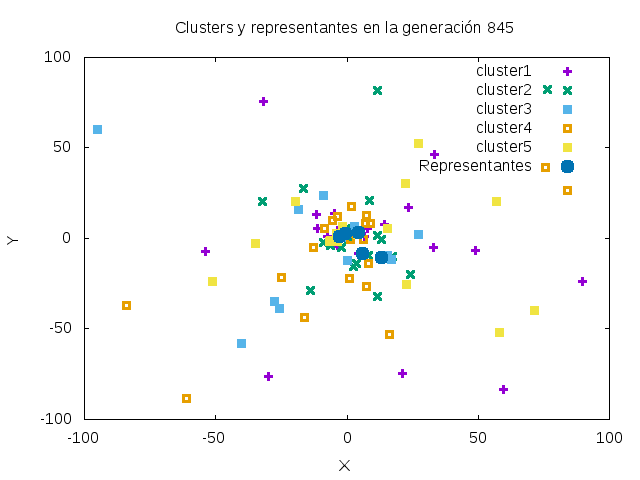 Clusters y representantes en la generación 845
100
50
0
-50
-100
-100
-50
0
50
100
Y
X
cluster1
cluster2
cluster3
cluster4
cluster5
Representantes